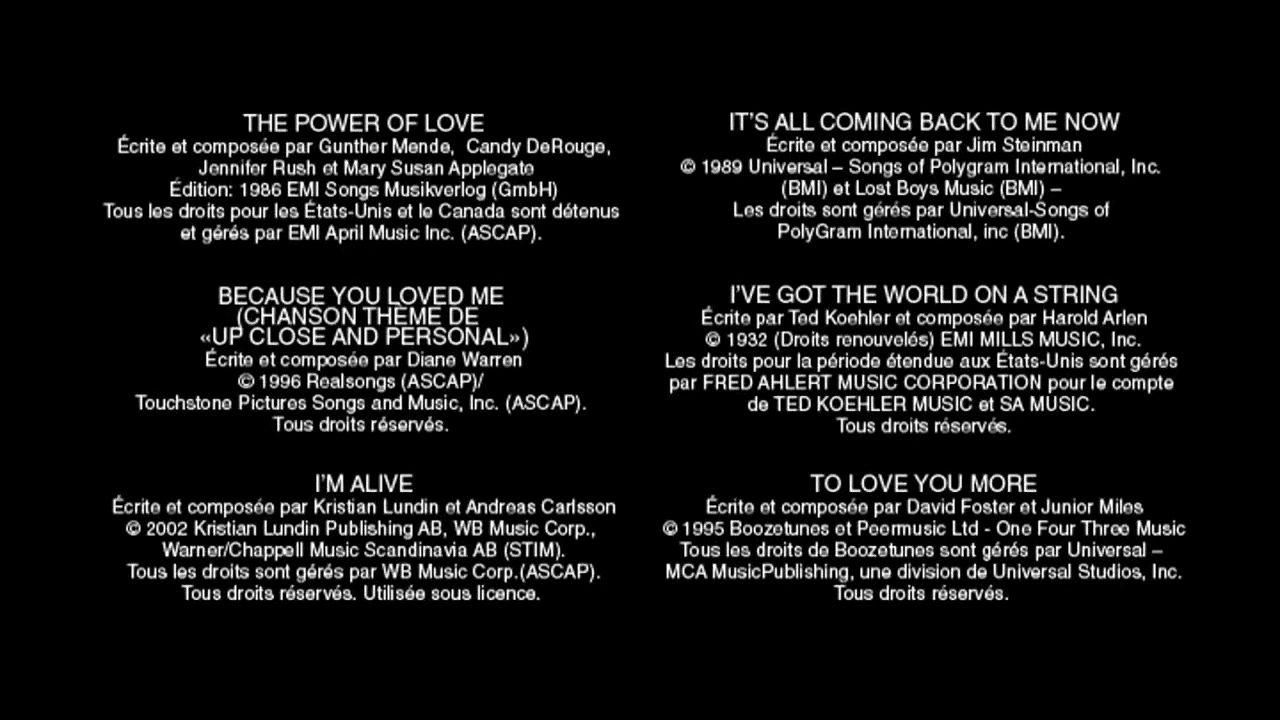 THE POWER OF LOVE
Écrite et composée par Gunther Mende, Candy DeRouge,
Jennifer Rush et Mary Susan Applegate
Édition: 1986 EMI Songs Musikverlog (GmbH)
Tous les droits pour les États-Unis et le Canada sont détenus
et gérés par EMI April Music Inc. (ASCAP).
BECAUSE YOU LOVED ME
(CHANSON THÈME DE
«UP CLOSE AND PERSONAL»)
Écrite et composée par Diane Warren
© 1996 Realsongs (ASCAP)/
Touchstone Pictures Songs and Music, Inc. (ASCAP).
Tous droits réservés.
I'M ALIVE
Écrite et composée par Kristian Lundin et Andreas Carlsson
© 2002 Kristian Lundin Publishing AB, WB Music Corp.,
Warner/Chappell Music Scandinavia AB (STIM).
Tous les droits sont gérés par WB Music Corp.(ASCAP).
Tous droits réservés. Utilisée sous licence.
IT'S ALL COMING BACK TO ME NOW
Écrite et composée par Jim Steinman
© 1989 Universal – Songs of Polygram International, Inc.
(BMI) et Lost Boys Music (BMI) –
Les droits sont gérés par Universal-Songs of
PolyGram International, inc (BMI).
I'VE GOT THE WORLD ON A STRING
Écrite par Ted Koehler et composée par Harold Arlen
© 1932 (Droits renouvelés) EMI MILLS MUSIC, Inc.
Les droits pour la période étendue aux États-Unis sont gérés
par FRED AHLERT MUSIC CORPORATION pour le compte
de TED KOEHLER MUSIC et SA MUSIC.
Tous droits réservés.
TO LOVE YOU MORE
Écrite et composée par David Foster et Junior Miles
© 1995 Boozetunes et Peermusic Ltd - One Four Three Music
Tous les droits de Boozetunes sont gérés par Universal –
MCA MusicPublishing, une division de Universal Studios, Inc.
Tous droits réservés.